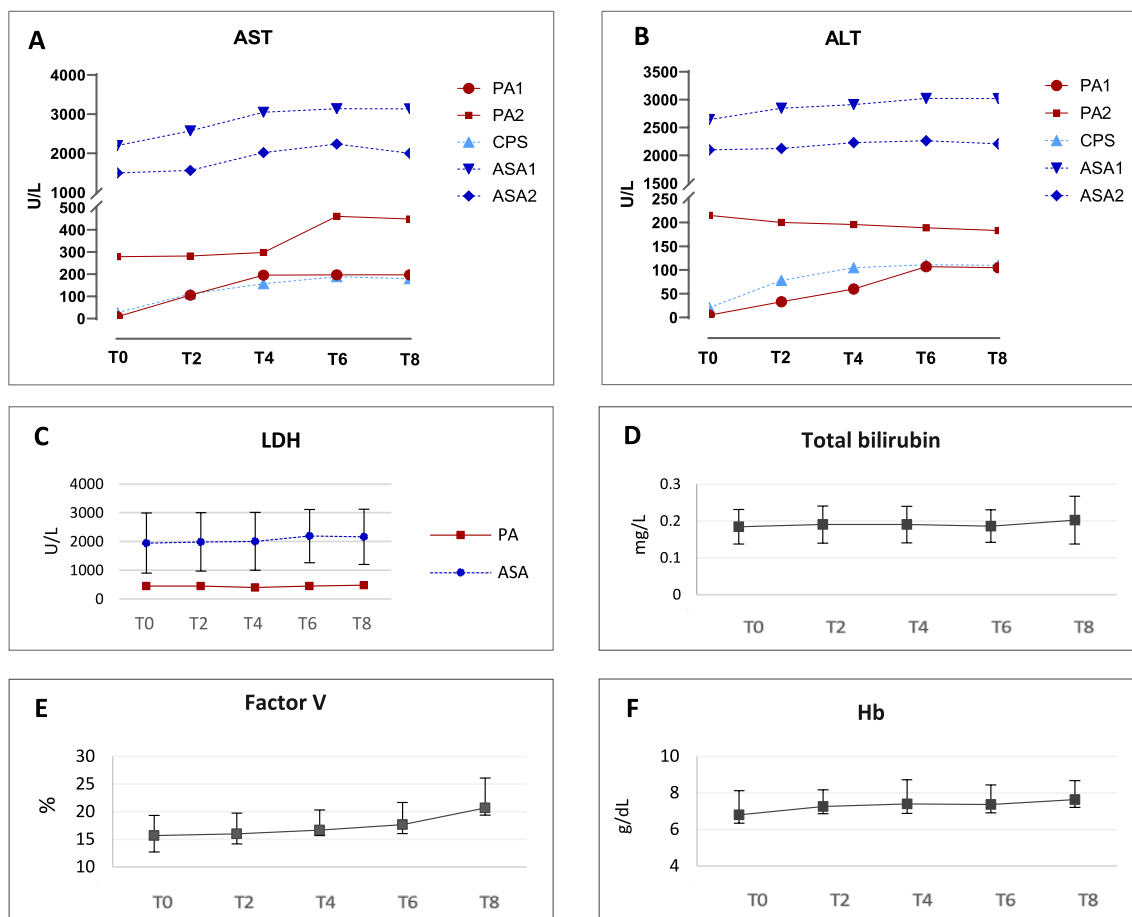 A
AST
4000
3000
2000
1000
500
400
300
200
100
0
U/L
T0 T2 T4 T6 T8
PA1
PA2
CPS
ASA1
ASA2
B
ALT
3500
3000
2500
2000
1500
250
200
150
100
50
0
U/L
T0 T2 T4 T6 T8
PA1
PA2
CPS
ASA1
ASA2
C
LDH
4000
3000
2000
1000
0
U/L
T0 T2 T4 T6 T8
PA
ASA
D
Total bilirubin
0.3
0.2
0.1
0
mg/L
T0 T2 T4 T6 T8
E
Factor V
30
25
20
15
10
%
T0 T2 T4 T6 T8
F
Hb
10
8
6
4
g/dL
T0 T2 T4 T6 T8